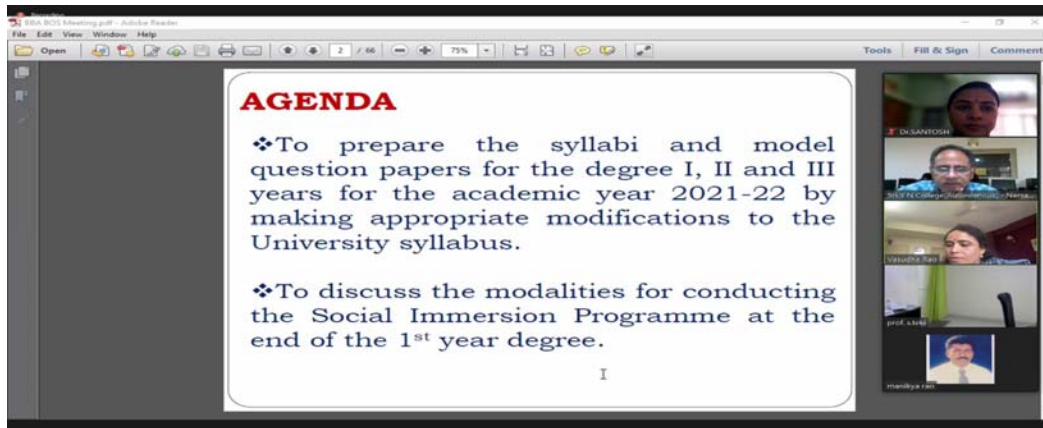 Recording
BBA BOS Meeting.pdf - Adobe Reader
File Edit View Window Help
Open 2 / 66 75% Tools Fill & Sign Comment
AGENDA
❖To prepare the syllabi and model
question papers for the degree I, II and III
years for the academic year 2021-22 by
making appropriate modifications to the
University syllabus.
❖To discuss the modalities for conducting
the Social Immersion Programme at the
end of the 1st year degree.
Dr.SANTOSH
Vasudha Rao
prof. s.teki
manikya rao